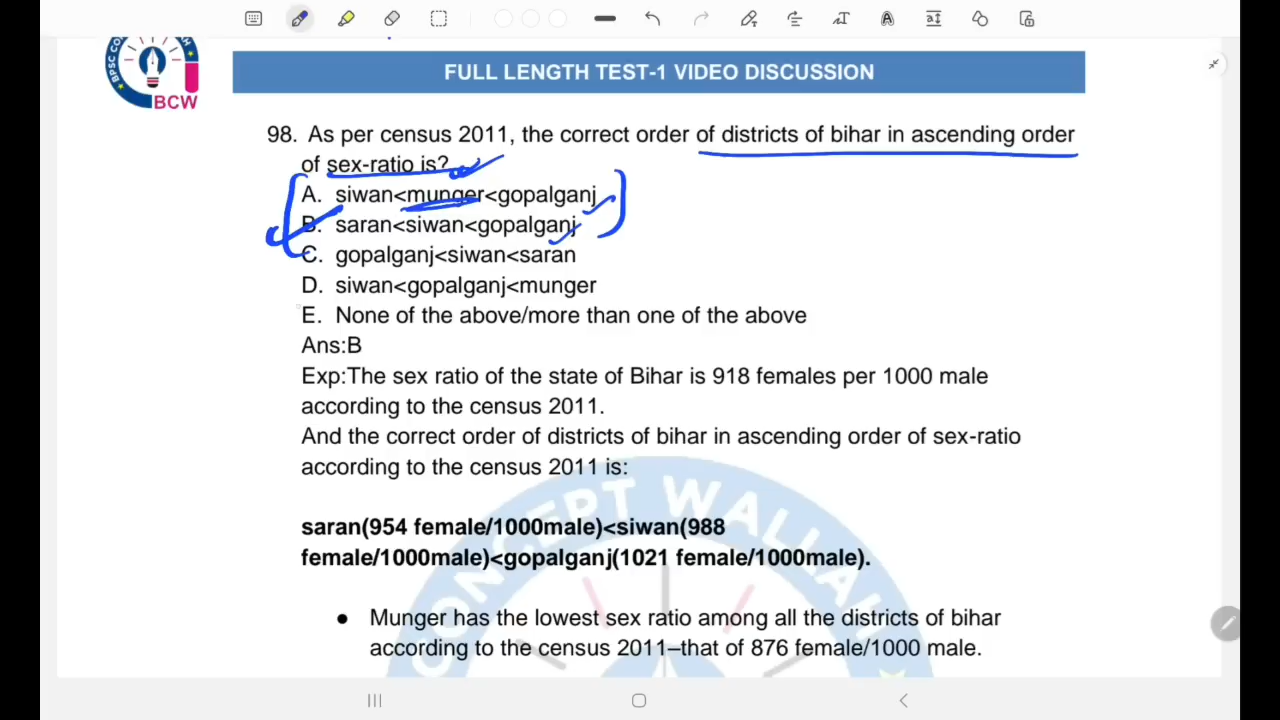 BPSC CO
BCW
FULL LENGTH TEST-1 VIDEO DISCUSSION
98. As per census 2011, the correct order of districts of bihar in ascending order
of sex-ratio is?
A. siwan<munger<gopalganj
B. saran<siwan<gopalganj
C. gopalganj<siwan<saran
D. siwan<gopalganj<munger
E. None of the above/more than one of the above
Ans:B
Exp:The sex ratio of the state of Bihar is 918 females per 1000 male
according to the census 2011.
And the correct order of districts of bihar in ascending order of sex-ratio
according to the census 2011 is:
saran(954 female/1000male)<siwan(988
female/1000male)<gopalganj(1021 female/1000male).
● Munger has the lowest sex ratio among all the districts of bihar
according to the census 2011–that of 876 female/1000 male.
CONCEPT WALLAH